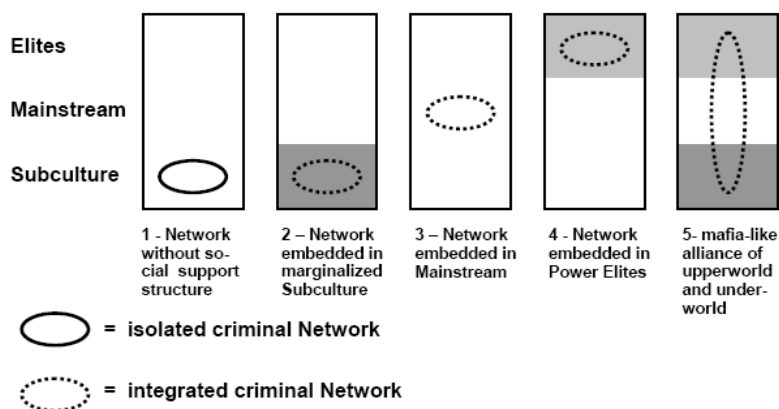 Elites
Mainstream
Subculture
1 - Network
without so-
cial support
structure
2 – Network
embedded in
marginalized
Subculture
3 – Network
embedded in
Mainstream
4 - Network
embedded in
Power Elites
5- mafia-like
alliance of
upperworld
and under-
world
= isolated criminal Network
= integrated criminal Network